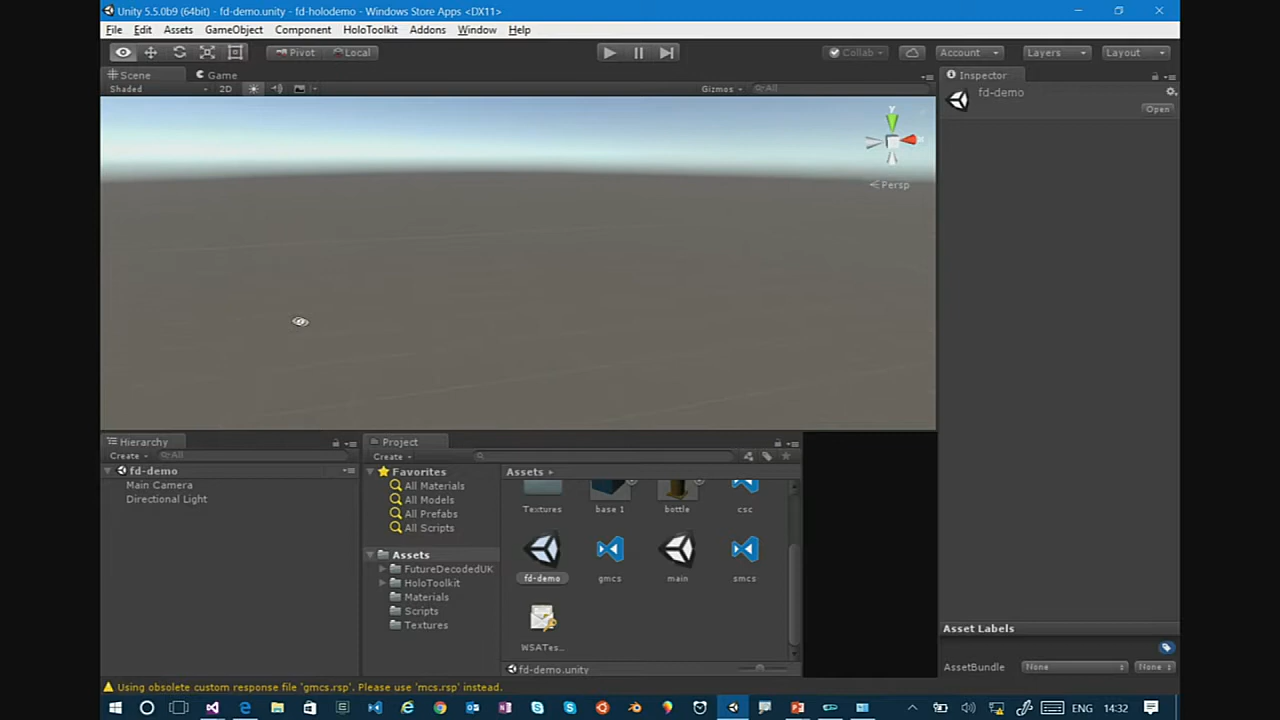 Unity 5.5.0b9 (64bit) - fd-demo.unity - fd-holodemo - Windows Store Apps <DX11>
File Edit Assets GameObject Component HoloToolkit Addons Window Help
Pivot Local Collab Account Layers Layout
Scene Game
Shaded 2D Gizmos All
Inspector
fd-demo
Open
y
Persp
Hierarchy
Create All
fd-demo
Main Camera
Directional Light
Project
Create
Favorites
All Materials
All Models
All Prefabs
All Scripts
Assets
FutureDecodedUK
HoloToolkit
Materials
Scripts
Textures
Assets
Textures base 1 bottle csc
fd-demo gmcs main smcs
WSATes...
fd-demo.unity
Asset Labels
AssetBundle None None
Using obsolete custom response file 'gmcs.rsp'. Please use 'mcs.rsp' instead.
ENG 14:32